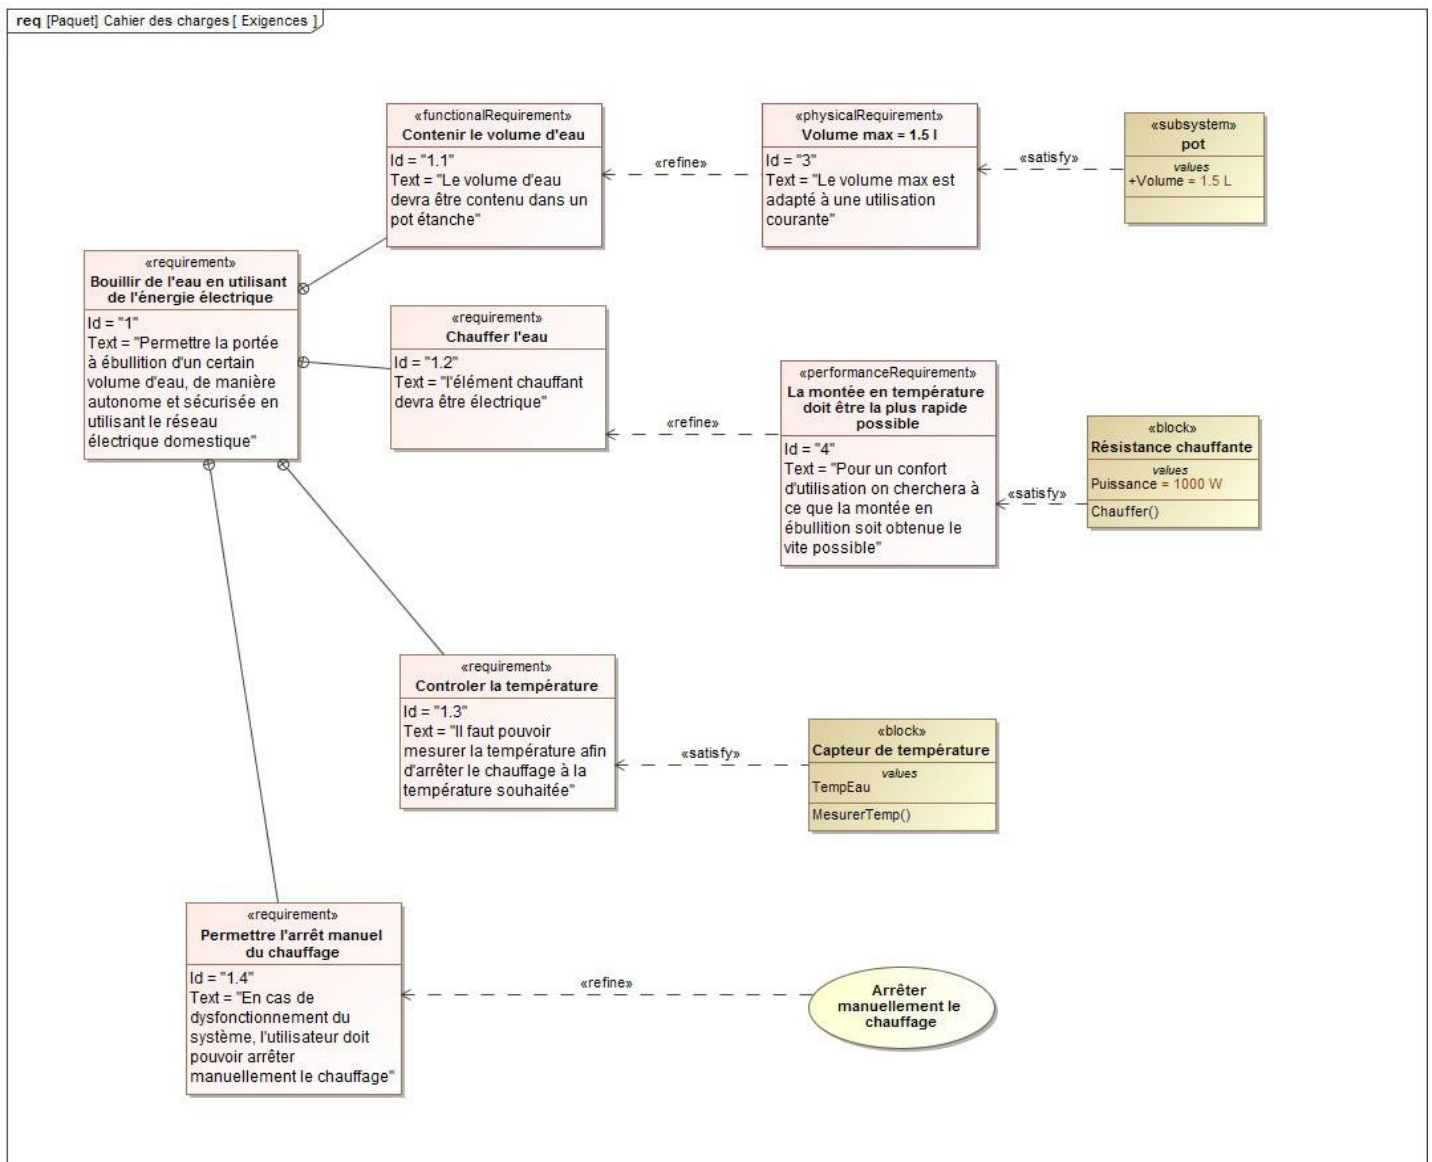 req [Paquet] Cahier des charges [ Exigences ]
«functionalRequirement»
Contenir le volume d'eau
Id = "1.1"
Text = "Le volume d'eau
devra être contenu dans un
pot étanche"
«refine»
«physicalRequirement»
Volume max = 1.5 l
Id = "3"
Text = "Le volume max est
adapté à une utilisation
courante"
«satisfy»
«subsystem»
pot
values
+Volume = 1.5 L
«requirement»
Bouillir de l'eau en utilisant
de l'énergie électrique
Id = "1"
Text = "Permettre la portée
à ébullition d'un certain
volume d'eau, de manière
autonome et sécurisée en
utilisant le réseau
électrique domestique"
«requirement»
Chauffer l'eau
Id = "1.2"
Text = "l'élément chauffant
devra être électrique"
«refine»
«performanceRequirement»
La montée en température
doit être la plus rapide
possible
Id = "4"
Text = "Pour un confort
d'utilisation on cherchera à
ce que la montée en
ébullition soit obtenue le
vite possible"
«satisfy»
«block»
Résistance chauffante
values
Puissance = 1000 W
Chauffer()
«requirement»
Controler la température
Id = "1.3"
Text = "Il faut pouvoir
mesurer la température afin
d'arrêter le chauffage à la
température souhaitée"
«satisfy»
«block»
Capteur de température
values
TempEau
MesurerTemp()
«requirement»
Permettre l'arrêt manuel
du chauffage
Id = "1.4"
Text = "En cas de
dysfonctionnement du
système, l'utilisateur doit
pouvoir arrêter
manuellement le chauffage"
«refine»
Arrêter
manuellement le
chauffage